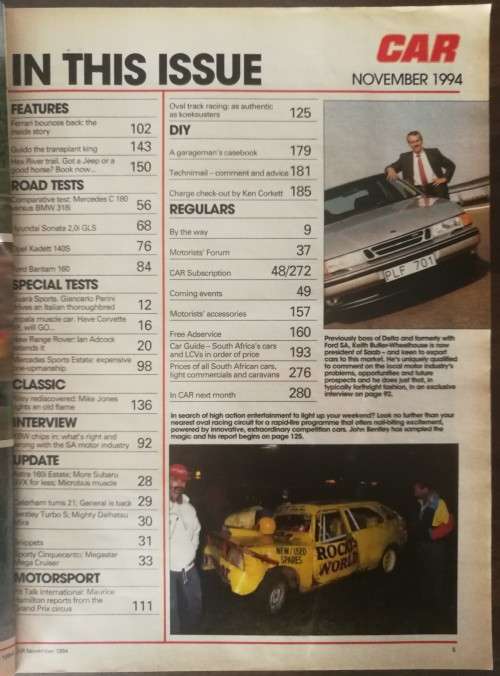 IN THIS ISSUE
CAR
NOVEMBER 1994
FEATURES
Ferrari bounces back: the
inside story 102
Guido the transplant king 143
Hex River trail. Got a Jeep or a
good horse? Book now... 150
ROAD TESTS
Comparative test: Mercedes C 180
versus BMW 318i 56
Hyundai Sonata 2,0i GLS 68
Opel Kadett 140S 76
Ford Bantam 160 84
SPECIAL TESTS
Guarà Sports. Giancarlo Perini
drives an Italian thoroughbred 12
Impala muscle car. Have Corvette
V8, will GO... 16
New Range Rover: Ian Adcock
attends it 20
Mercedes Sports Estate: expensive
one-upmanship 98
CLASSIC
Riley rediscovered: Mike Jones
lights an old flame 136
INTERVIEW
KBW chips in: what's right and
wrong with the SA motor industry 92
UPDATE
Astra 160i Estate; More Subaru
SVX for less; Microbus muscle 28
Caterham turns 21; General is back 29
Bentley Turbo S; Mighty Daihatsu
Mira 30
Snippets 31
Spotty Cinquecento; Megastar
Mega Cruiser 33
MOTORSPORT
It's Talk international: Maurice
Hamilton reports from the
Grand Prix circus 111
Oval track racing: as authentic
as koeksusters 125
DIY
A garageman's casebook 179
Technimail – comment and advice 181
Charge check-out by Ken Corkett 185
REGULARS
By the way 9
Motorists' Forum 37
CAR Subscription 48/272
Coming events 49
Motorists' accessories 157
Free Adservice 160
Car Guide – South Africa's cars
and LCVs in order of price 193
Prices of all South African cars,
light commercials and caravans 276
In CAR next month 280
PLF 701
Previously boss of Delta and formerly with
Ford SA, Keith Butler-Wheelhouse is now
president of Saab – and keen to export
cars to this market. He's uniquely qualified
to comment on the local motor industry's
problems, opportunities and future
prospects and he does just that, in
typically forthright fashion, in an exclusive
interview on page 92.
In search of high action entertainment to light up your weekend? Look no further than your
nearest oval racing circuit for a rapid-fire programme that offers nail-biting excitement,
powered by innovative, extraordinary competition cars. John Bentley has sampled the
magic and his report begins on page 125.
NEW/USED
SPARES
ROCK'S
WORLD
CAR November 1994
5